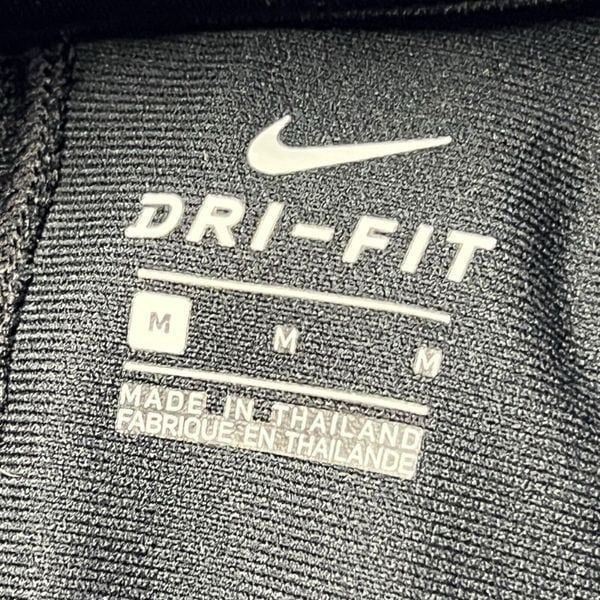 DRI-FIT
M M M
MADE IN THAILAND
FABRIQUE EN THAILANDE